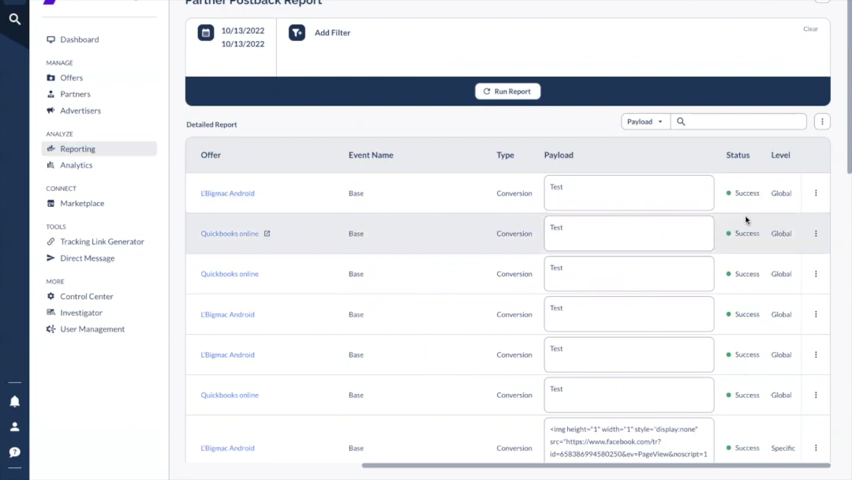 Partner Postback Report
10/13/2022
10/13/2022
Add Filter
Clear
Run Report
Dashboard
MANAGE
Offers
Partners
Advertisers
ANALYZE
Reporting
Analytics
CONNECT
Marketplace
TOOLS
Tracking Link Generator
Direct Message
MORE
Control Center
Investigator
User Management
Detailed Report
Payload
Offer Event Name Type Payload Status Level
L'Bigmac Android Base Conversion Test Success Global
Quickbooks online Base Conversion Test Success Global
Quickbooks online Base Conversion Test Success Global
L'Bigmac Android Base Conversion Test Success Global
L'Bigmac Android Base Conversion Test Success Global
Quickbooks online Base Conversion Test Success Global
L'Bigmac Android Base Conversion Success Specific
<img height="1" width="1" style="display:none"
src="https://www.facebook.com/tr?
id=658386994580250&ev=PageView&noscript=1